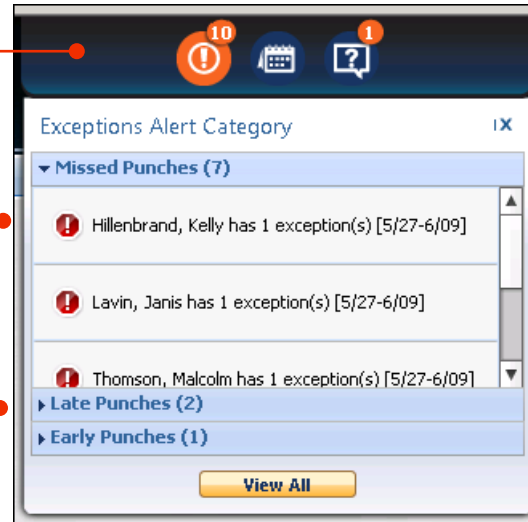 10
1
Exceptions Alert Category
X
Missed Punches (7)
Hillenbrand, Kelly has 1 exception(s) [5/27-6/09]
Lavin, Janis has 1 exception(s) [5/27-6/09]
Thomson, Malcolm has 1 exception(s) [5/27-6/09]
Late Punches (2)
Early Punches (1)
View All